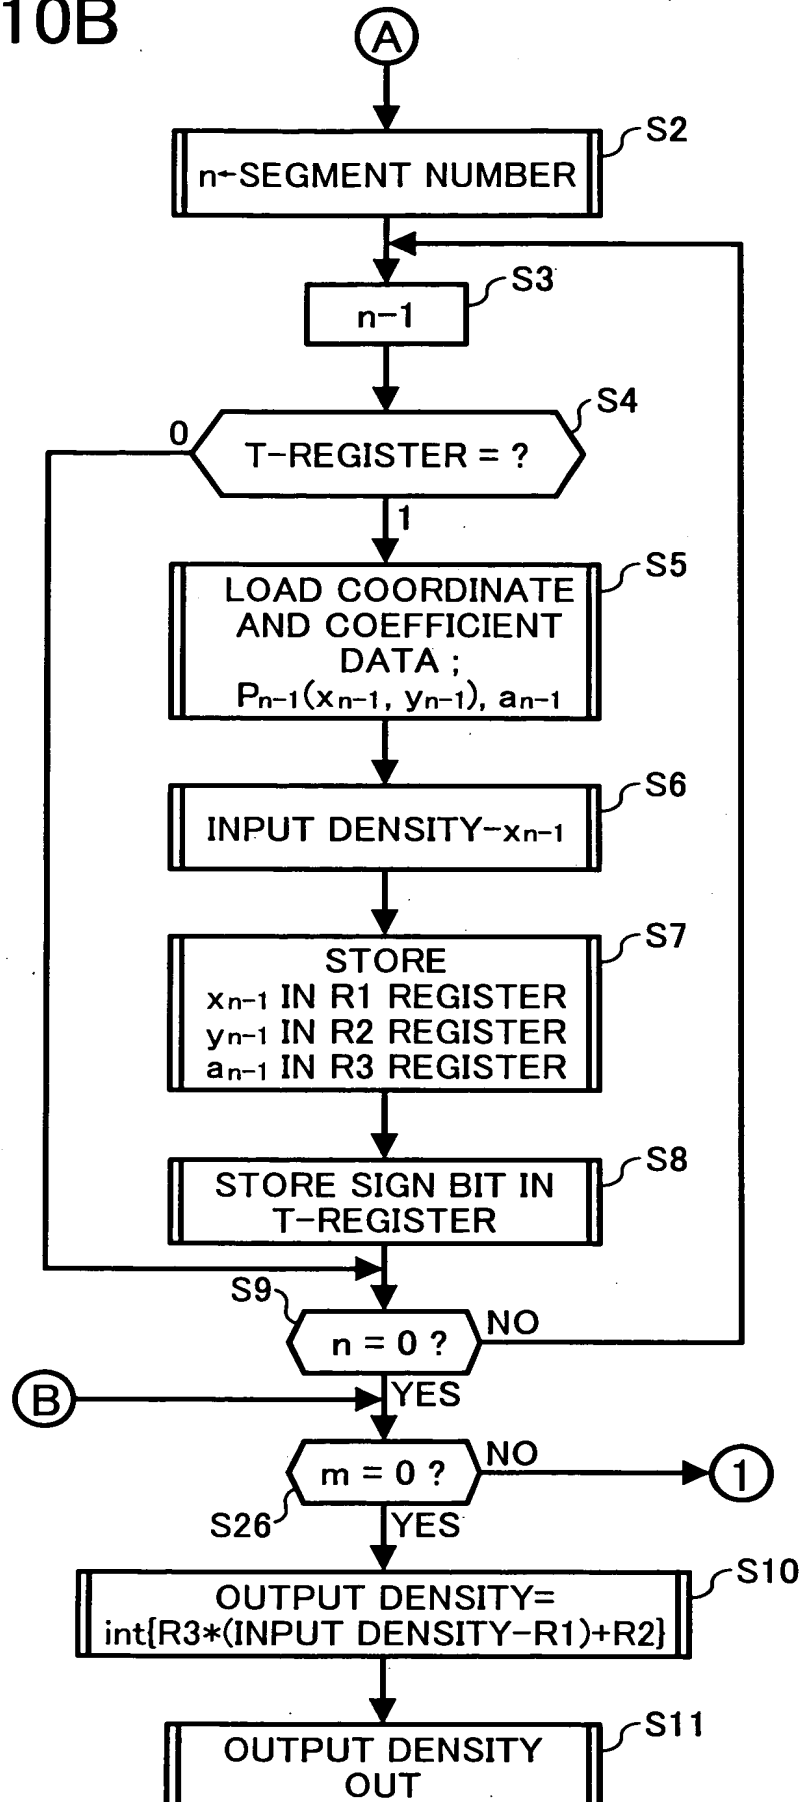 10B
A
S2
n←SEGMENT NUMBER
S3
n-1
S4
0
T-REGISTER = ?
1
S5
LOAD COORDINATE
AND COEFFICIENT
DATA ;
Pn-1(xn-1, yn-1), an-1
S6
INPUT DENSITY-xn-1
S7
STORE
xn-1 IN R1 REGISTER
yn-1 IN R2 REGISTER
an-1 IN R3 REGISTER
S8
STORE SIGN BIT IN
T-REGISTER
S9
n = 0 ?
NO
B
YES
m = 0 ?
NO
1
S26
YES
S10
OUTPUT DENSITY=
int{R3*(INPUT DENSITY-R1)+R2}
S11
OUTPUT DENSITY
OUT